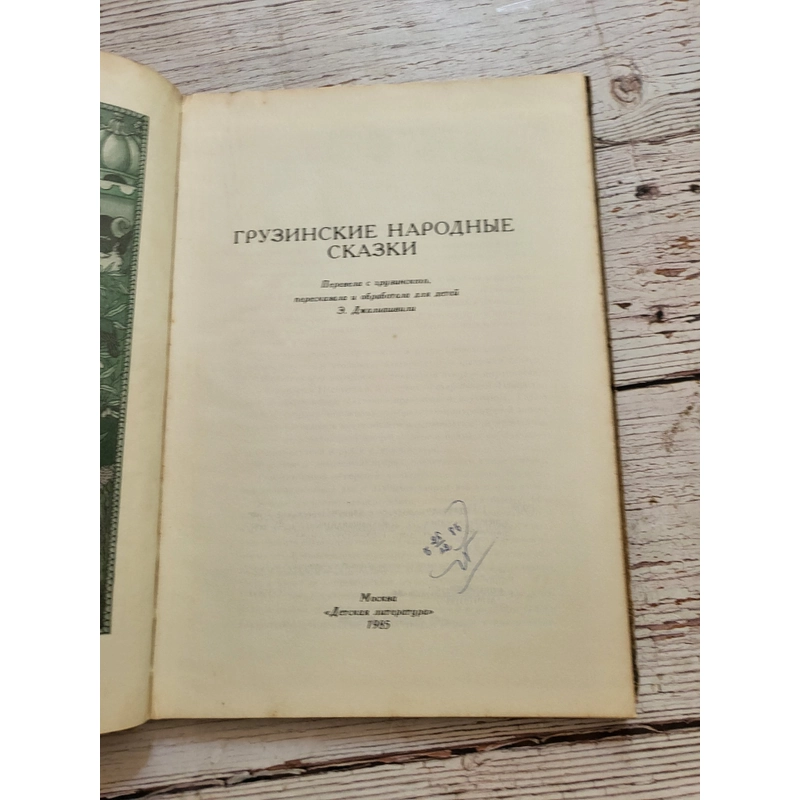 ГРУЗИНСКИЕ НАРОДНЫЕ
СКАЗКИ
Перевела с грузинского,
пересказала и обработала для детей
Э. Джалиашвили
Москва
«Детская литература»
1985